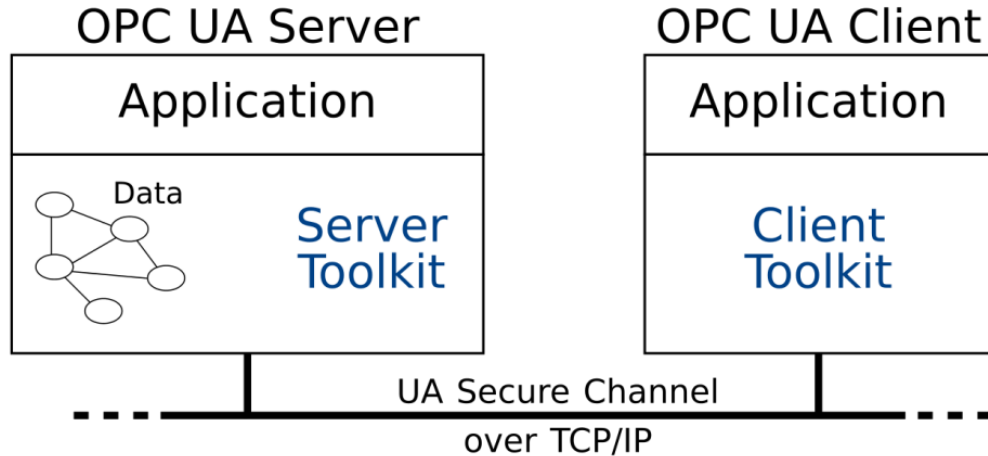 OPC UA Server
OPC UA Client
Application
Application
Data
Server
Toolkit
Client
Toolkit
UA Secure Channel
over TCP/IP